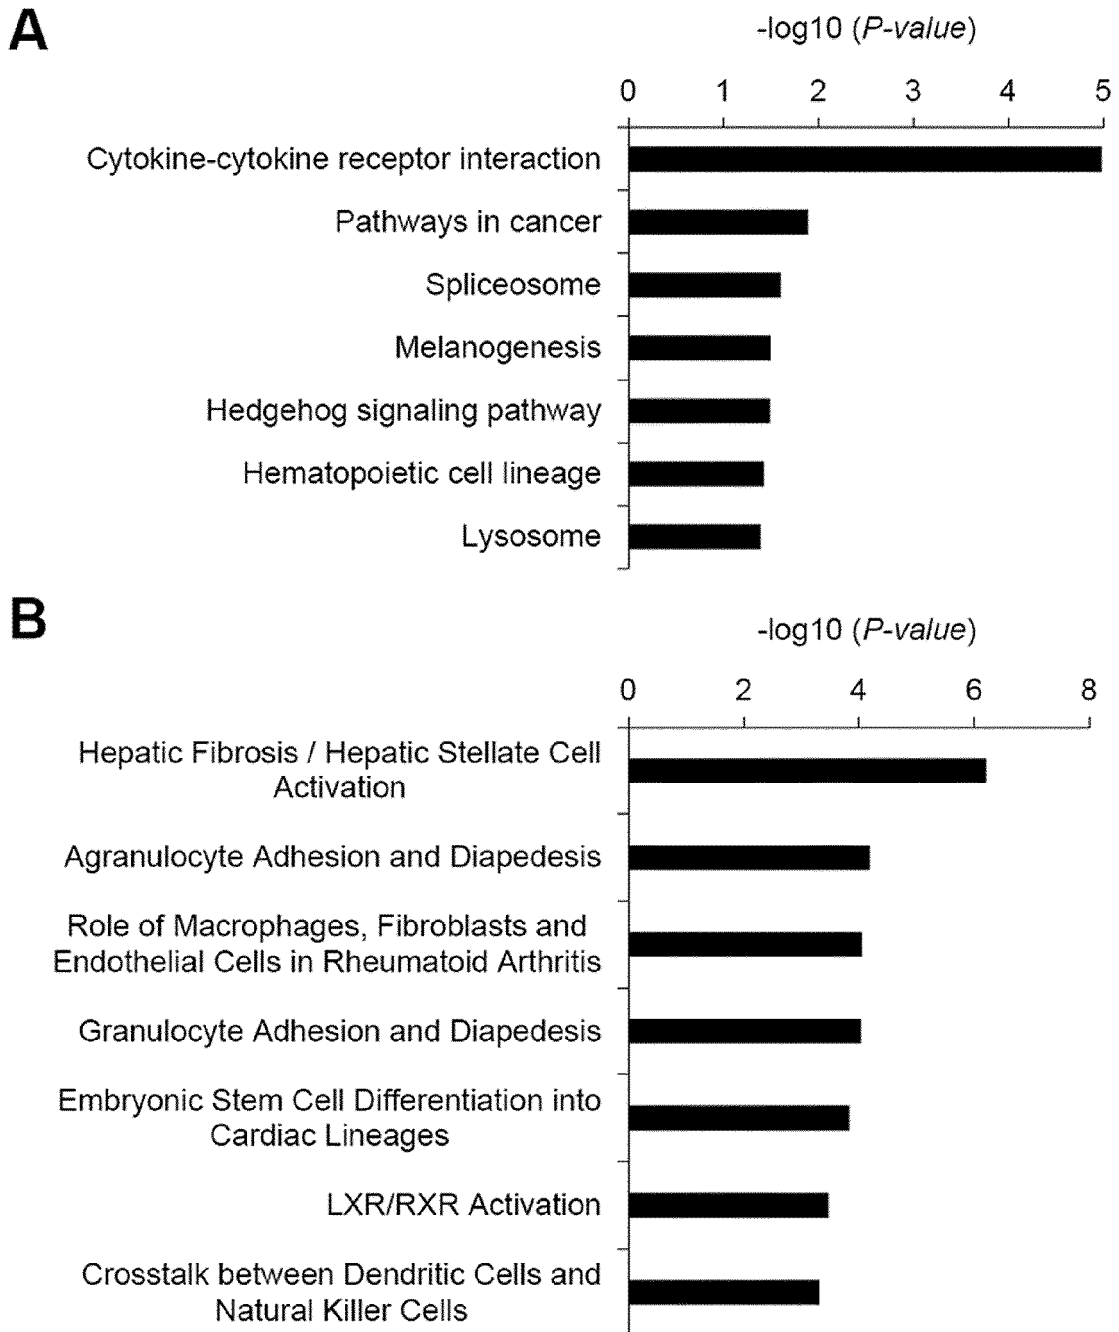 A
-log10 (P-value)
0 1 2 3 4 5
Cytokine-cytokine receptor interaction
Pathways in cancer
Spliceosome
Melanogenesis
Hedgehog signaling pathway
Hematopoietic cell lineage
Lysosome
B
-log10 (P-value)
0 2 4 6 8
Hepatic Fibrosis / Hepatic Stellate Cell
Activation
Agranulocyte Adhesion and Diapedesis
Role of Macrophages, Fibroblasts and
Endothelial Cells in Rheumatoid Arthritis
Granulocyte Adhesion and Diapedesis
Embryonic Stem Cell Differentiation into
Cardiac Lineages
LXR/RXR Activation
Crosstalk between Dendritic Cells and
Natural Killer Cells